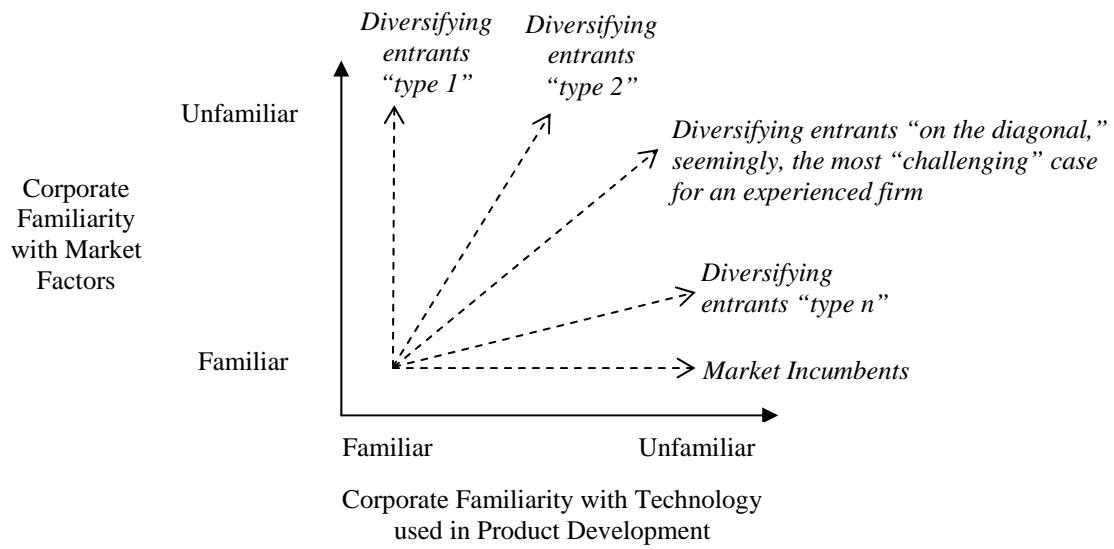 Diversifying
entrants
“type 1”
Diversifying
entrants
“type 2”
Unfamiliar
Diversifying entrants “on the diagonal,”
seemingly, the most “challenging” case
for an experienced firm
Corporate
Familiarity
with Market
Factors
Diversifying
entrants “type n”
Familiar
Market Incumbents
Familiar
Unfamiliar
Corporate Familiarity with Technology
used in Product Development